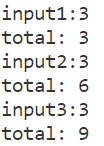 input1:3
total: 3
input2:3
total: 6
input3:3
total: 9